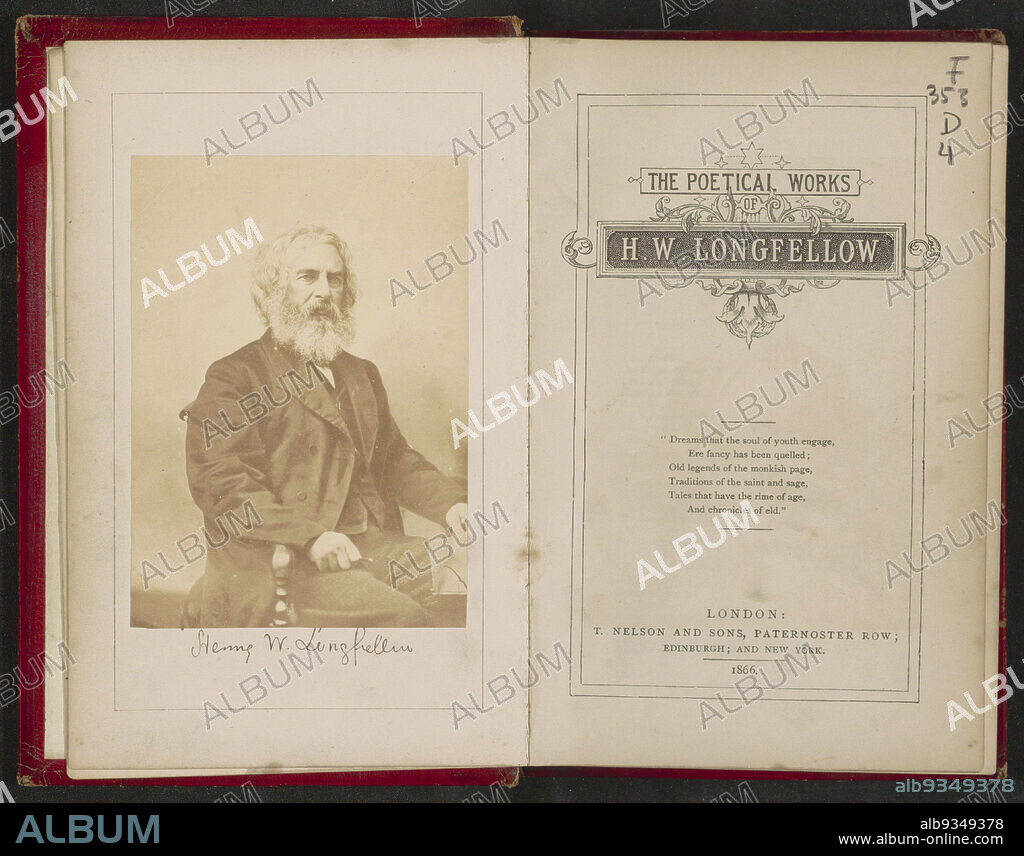 Henry W. Longfellow
F
353
D
4
THE POETICAL WORKS
OF
H. W. LONGFELLOW
" Dreams that the soul of youth engage,
Ere fancy has been quelled;
Old legends of the monkish page,
Traditions of the saint and sage,
Tales that have the rime of age,
And chronicles of eld."
LONDON:
T. NELSON AND SONS, PATERNOSTER ROW;
EDINBURGH; AND NEW YORK.
1866.
alb9349378
ALBUM
alb9349378
www.album-online.com